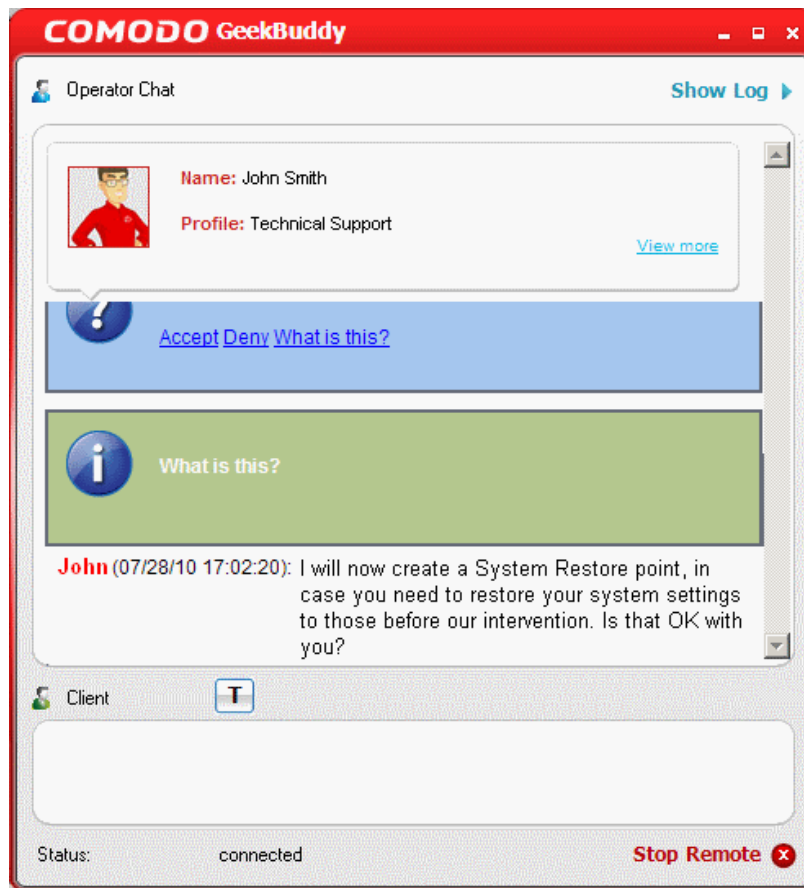 COMODO GeekBuddy
Operator Chat
Show Log
Name: John Smith
Profile: Technical Support
View more
?
Accept Deny What is this?
i
What is this?
John (07/28/10 17:02:20): I will now create a System Restore point, in
case you need to restore your system settings
to those before our intervention. Is that OK with
you?
Client
T
Status: connected
Stop Remote